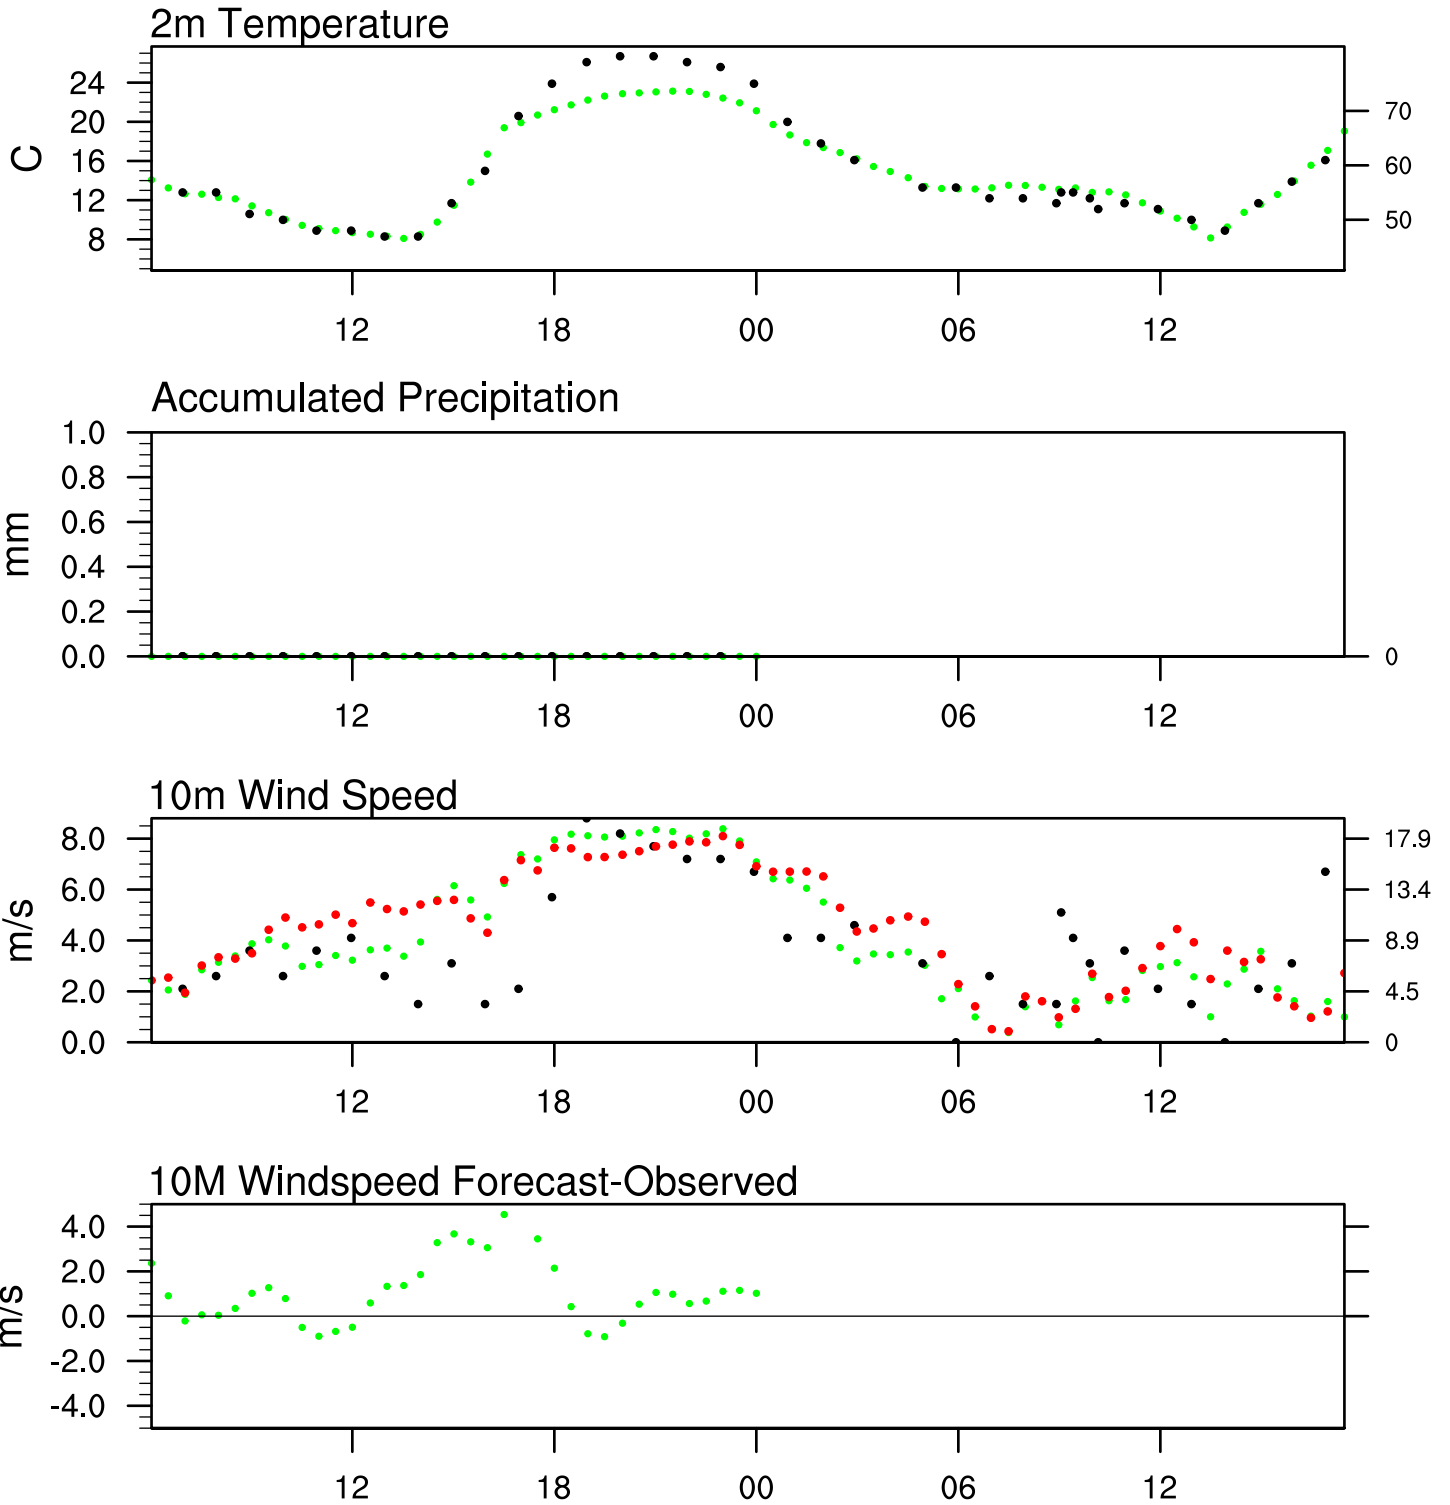 2m Temperature
24
20
16
12
8
C
70
60
50
12 18 00 06 12
Accumulated Precipitation
1.0
0.8
0.6
0.4
0.2
0.0
mm
0
12 18 00 06 12
10m Wind Speed
8.0
6.0
4.0
2.0
0.0
m/s
17.9
13.4
8.9
4.5
0
12 18 00 06 12
10M Windspeed Forecast-Observed
4.0
2.0
0.0
-2.0
-4.0
m/s
12 18 00 06 12